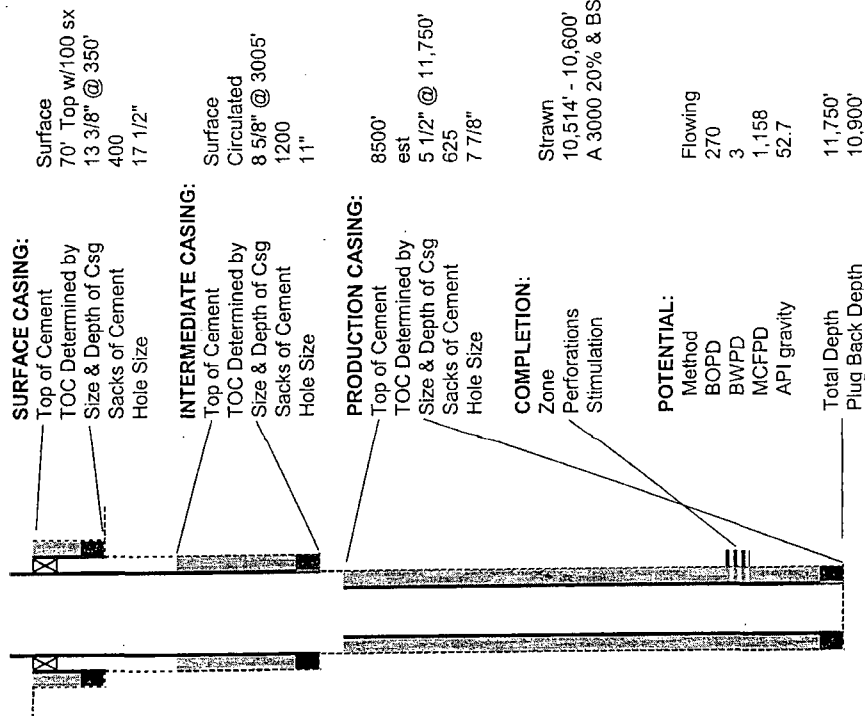 SURFACE CASING:
Top of Cement Surface
TOC Determined by 70' Top w/100 sx
Size & Depth of Csg 13 3/8" @ 350'
Sacks of Cement 400
Hole Size 17 1/2"
INTERMEDIATE CASING:
Top of Cement Surface
TOC Determined by Circulated
Size & Depth of Csg 8 5/8" @ 3005'
Sacks of Cement 1200
Hole Size 11"
PRODUCTION CASING:
Top of Cement 8500'
TOC Determined by est
Size & Depth of Csg 5 1/2" @ 11,750'
Sacks of Cement 625
Hole Size 7 7/8"
COMPLETION:
Zone Strawn
Perforations 10,514' - 10,600'
Stimulation A 3000 20% & BS
POTENTIAL:
Method Flowing
BOPD 270
BWPD 3
MCFPD 1,158
API gravity 52.7
Total Depth 11,750'
Plug Back Depth 10,900'